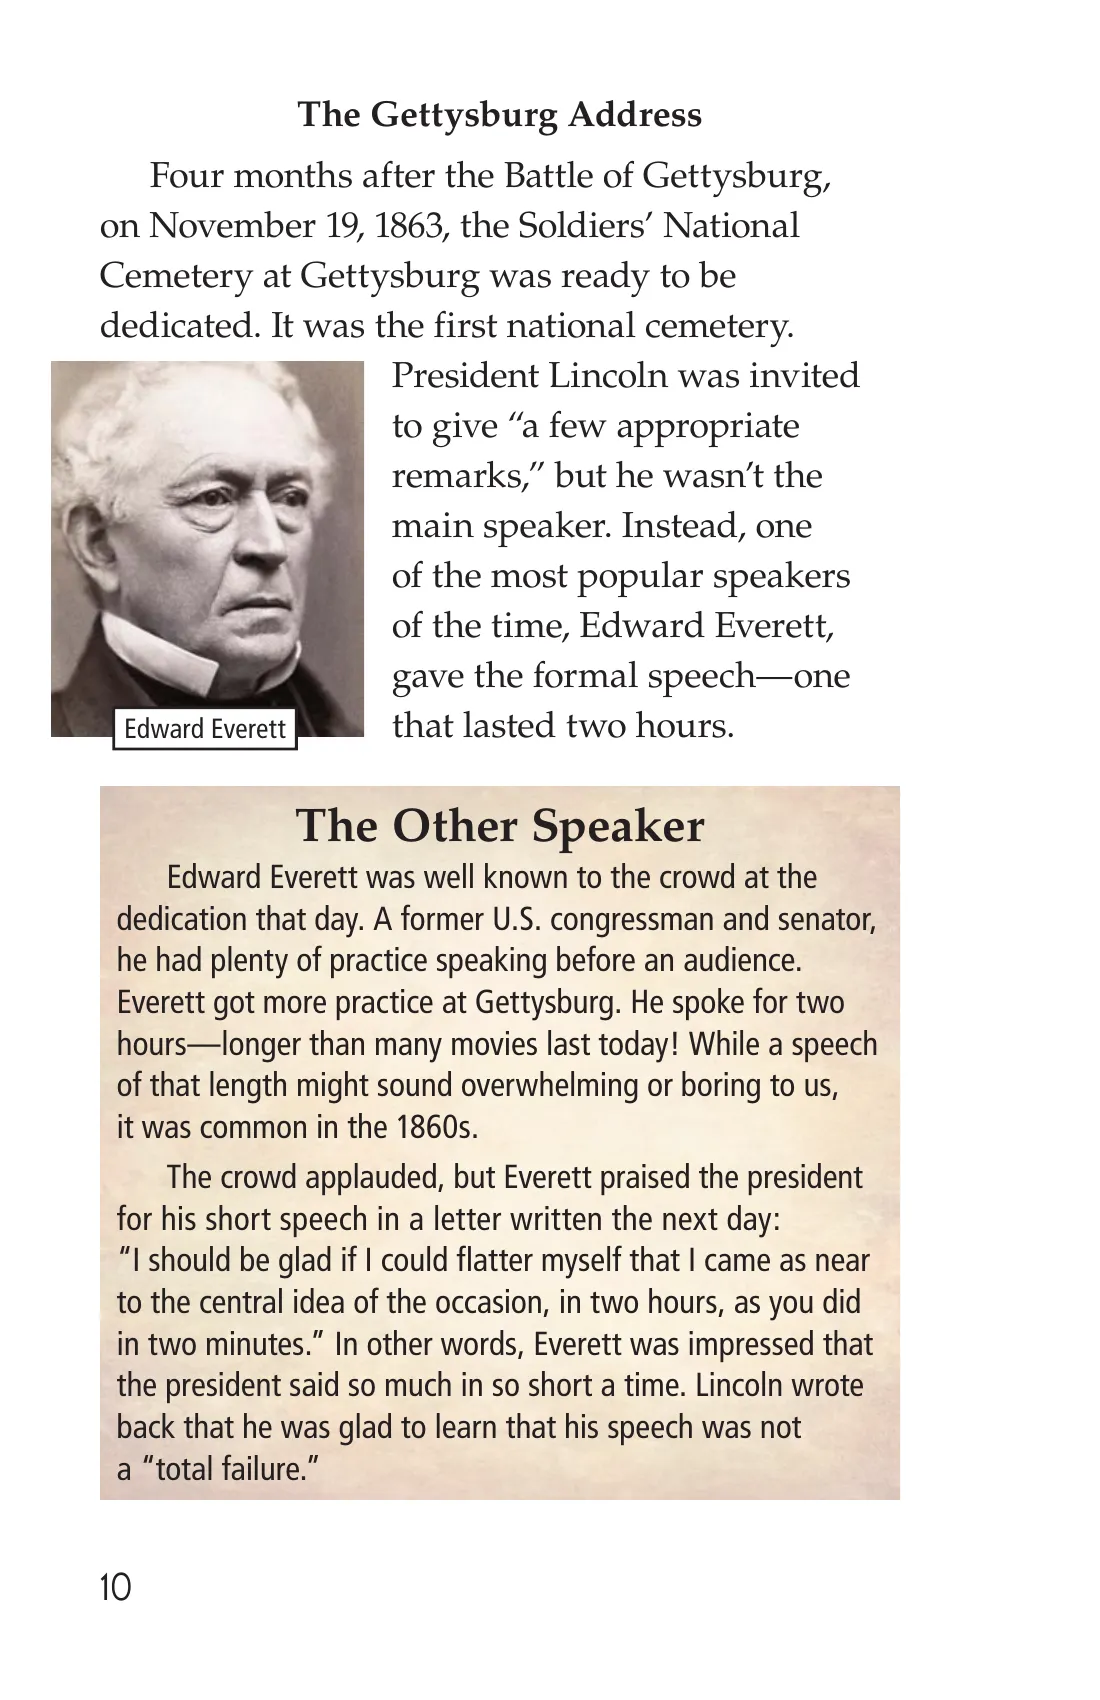 The Gettysburg Address
Four months after the Battle of Gettysburg,
on November 19, 1863, the Soldiers’ National
Cemetery at Gettysburg was ready to be
dedicated. It was the first national cemetery.
President Lincoln was invited
to give “a few appropriate
remarks,” but he wasn’t the
main speaker. Instead, one
of the most popular speakers
of the time, Edward Everett,
gave the formal speech—one
that lasted two hours.
Edward Everett
The Other Speaker
Edward Everett was well known to the crowd at the
dedication that day. A former U.S. congressman and senator,
he had plenty of practice speaking before an audience.
Everett got more practice at Gettysburg. He spoke for two
hours—longer than many movies last today! While a speech
of that length might sound overwhelming or boring to us,
it was common in the 1860s.
The crowd applauded, but Everett praised the president
for his short speech in a letter written the next day:
“I should be glad if I could flatter myself that I came as near
to the central idea of the occasion, in two hours, as you did
in two minutes.” In other words, Everett was impressed that
the president said so much in so short a time. Lincoln wrote
back that he was glad to learn that his speech was not
a “total failure.”
10